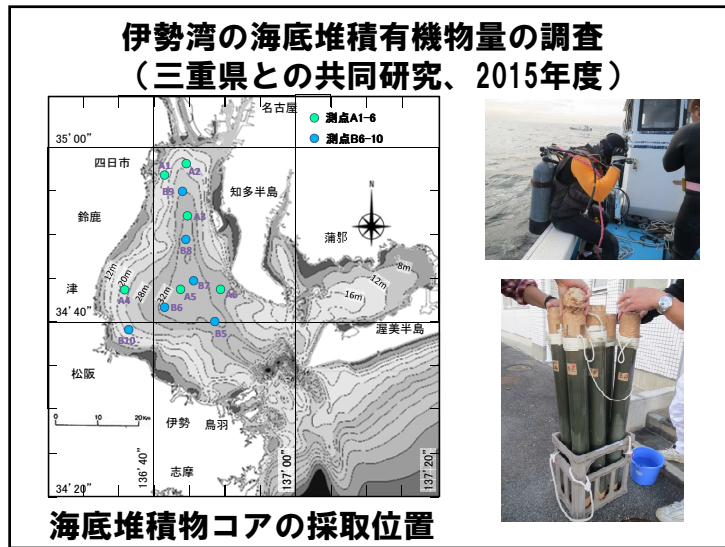 伊勢湾の海底堆積有機物量の調査
（三重県との共同研究、2015年度）
名古屋
測点A1-6
測点B6-10
35°00"
四日市
A1
A2
B9
知多半島
鈴鹿
A3
N
蒲郡
B8
12m
20m
28m
32m
8m
12m
16m
津
A4
A5
B7
A6
B6
34°40"
B5
B10
渥美半島
松阪
0 10 20Km
伊勢
鳥羽
志摩
136°40"
137°00"
137°20"
34°20"
海底堆積物コアの採取位置